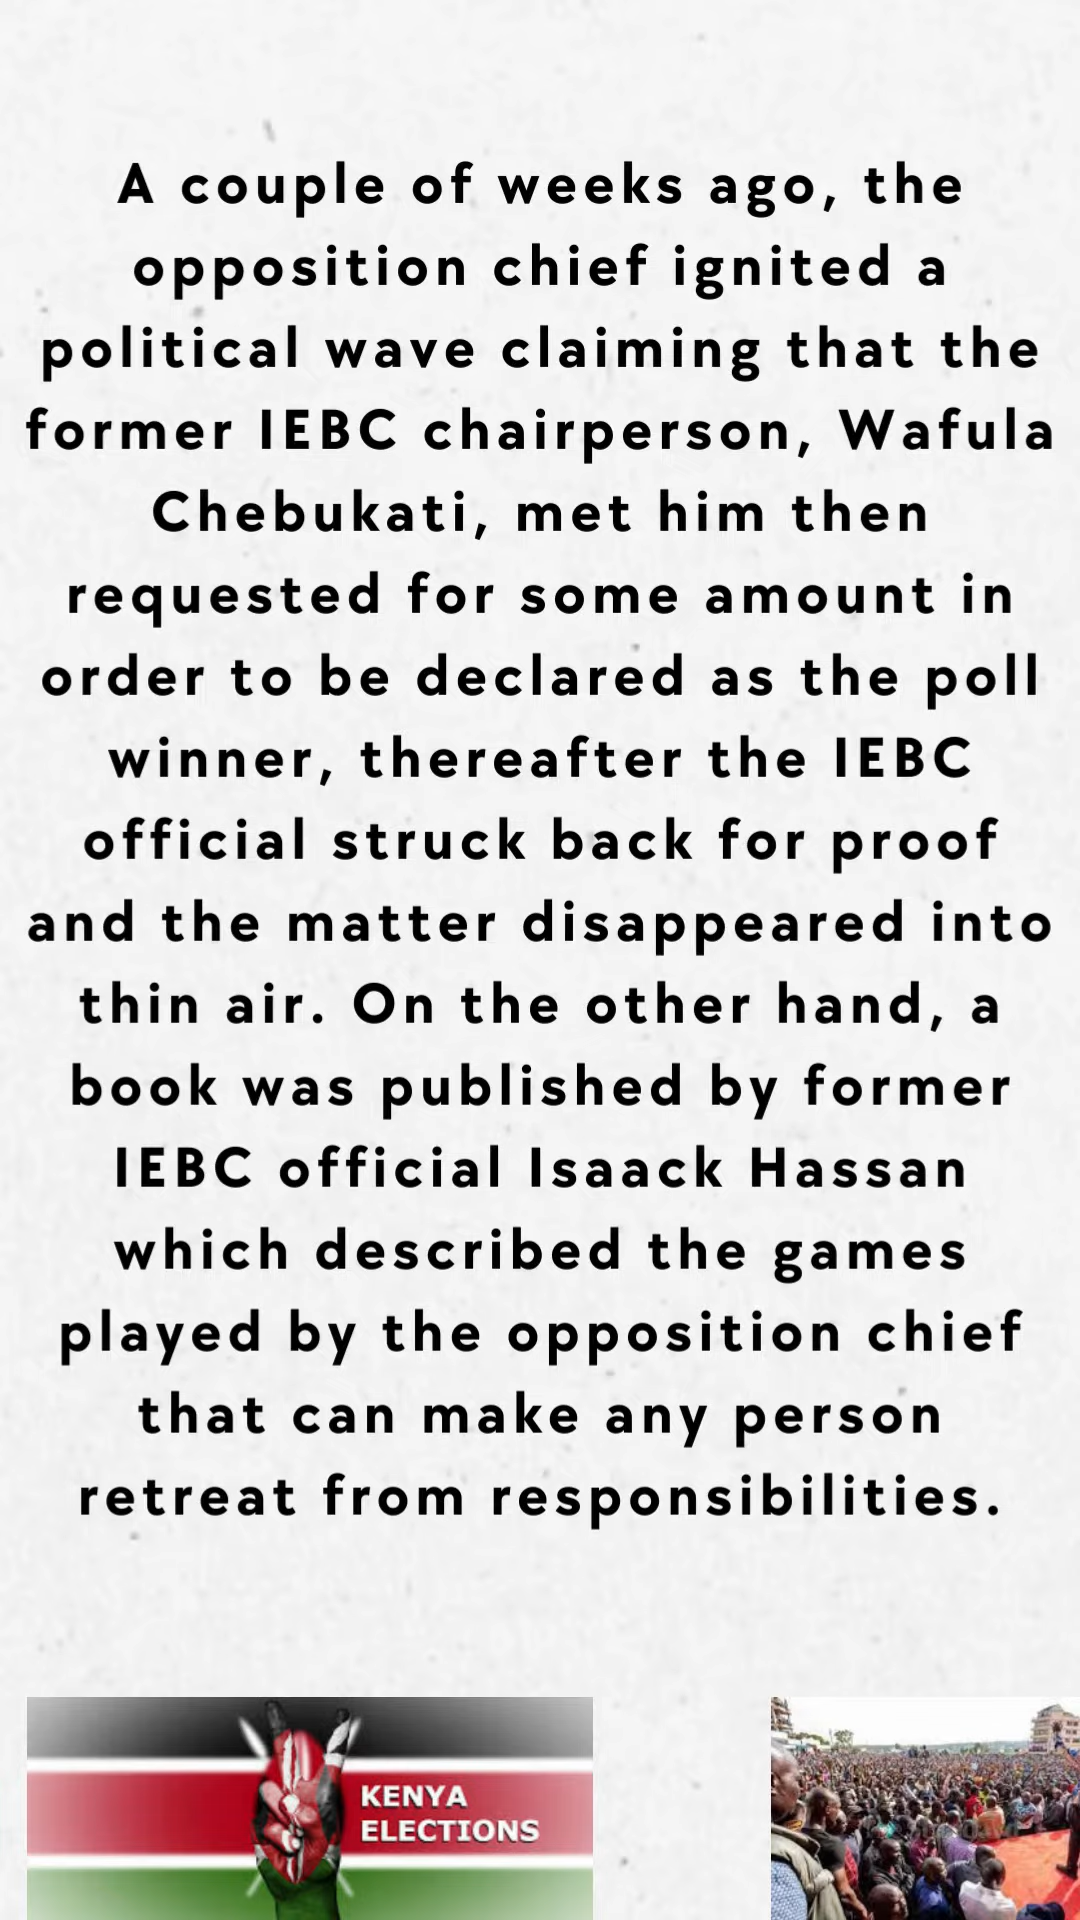 A couple of weeks ago, the
opposition chief ignited a
political wave claiming that the
former IEBC chairperson, Wafula
Chebukati, met him then
requested for some amount in
order to be declared as the poll
winner, thereafter the IEBC
official struck back for proof
and the matter disappeared into
thin air. On the other hand, a
book was published by former
IEBC official Isaack Hassan
which described the games
played by the opposition chief
that can make any person
retreat from responsibilities.
KENYA
ELECTIONS